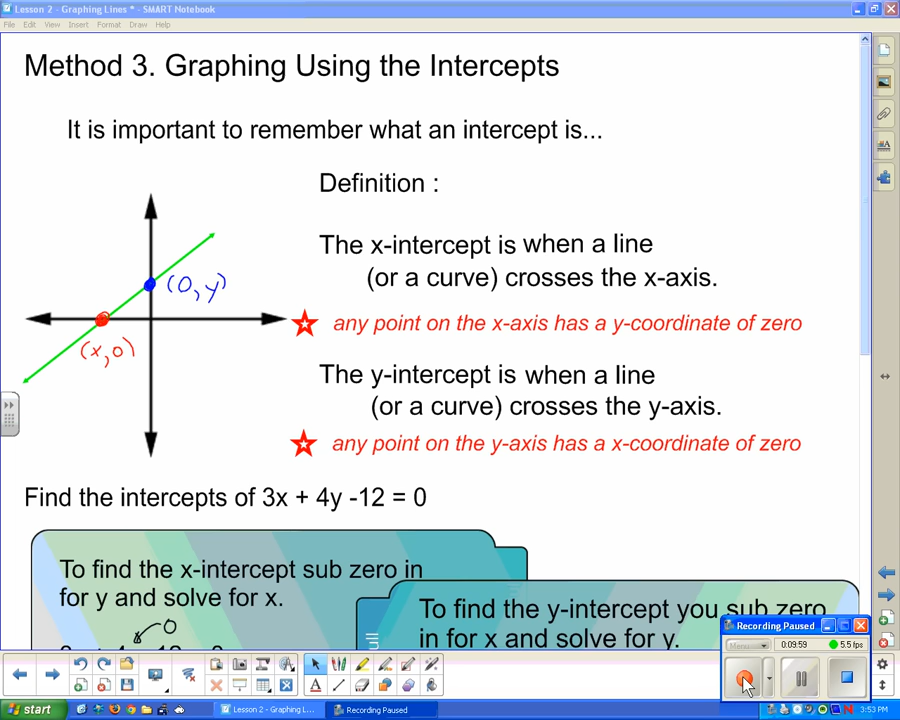 Lesson 2 - Graphing Lines * - SMART Notebook
File Edit View Insert Format Draw Help
Method 3. Graphing Using the Intercepts
It is important to remember what an intercept is...
Definition :
The x-intercept is when a line
(or a curve) crosses the x-axis.
(0, y)
any point on the x-axis has a y-coordinate of zero
(x, 0)
The y-intercept is when a line
(or a curve) crosses the y-axis.
any point on the y-axis has a x-coordinate of zero
Find the intercepts of 3x + 4y -12 = 0
To find the x-intercept sub zero in
for y and solve for x.
0
To find the y-intercept you sub zero
in for x and solve for y.
Recording Paused
Menu
0:09:59
5.5 fps
start
Lesson 2 - Graphing L...
Recording Paused
3:53 PM